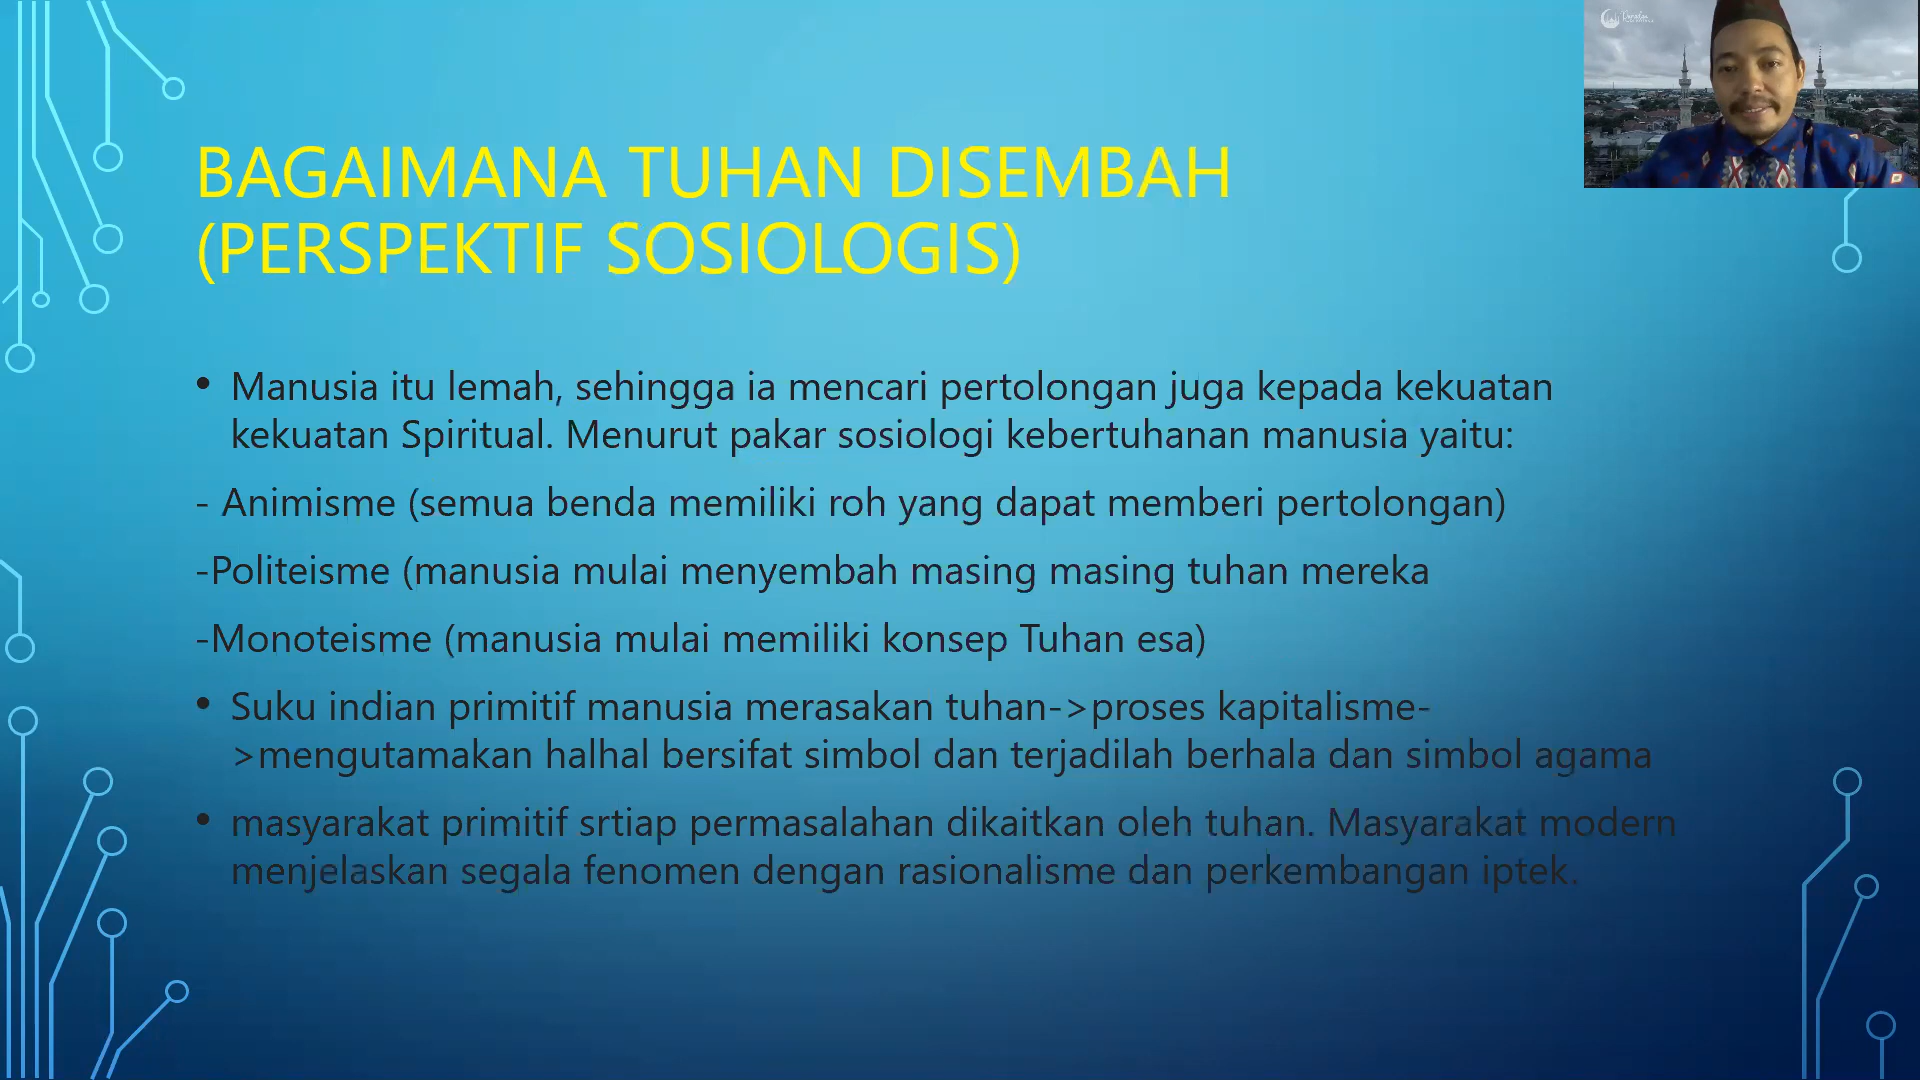 BAGAIMANA TUHAN DISEMBAH
(PERSPEKTIF SOSIOLOGIS)
• Manusia itu lemah, sehingga ia mencari pertolongan juga kepada kekuatan
kekuatan Spiritual. Menurut pakar sosiologi kebertuhanan manusia yaitu:
- Animisme (semua benda memiliki roh yang dapat memberi pertolongan)
-Politeisme (manusia mulai menyembah masing masing tuhan mereka
-Monoteisme (manusia mulai memiliki konsep Tuhan esa)
• Suku indian primitif manusia merasakan tuhan->proses kapitalisme-
>mengutamakan halhal bersifat simbol dan terjadilah berhala dan simbol agama
• masyarakat primitif srtiap permasalahan dikaitkan oleh tuhan. Masyarakat modern
menjelaskan segala fenomen dengan rasionalisme dan perkembangan iptek.